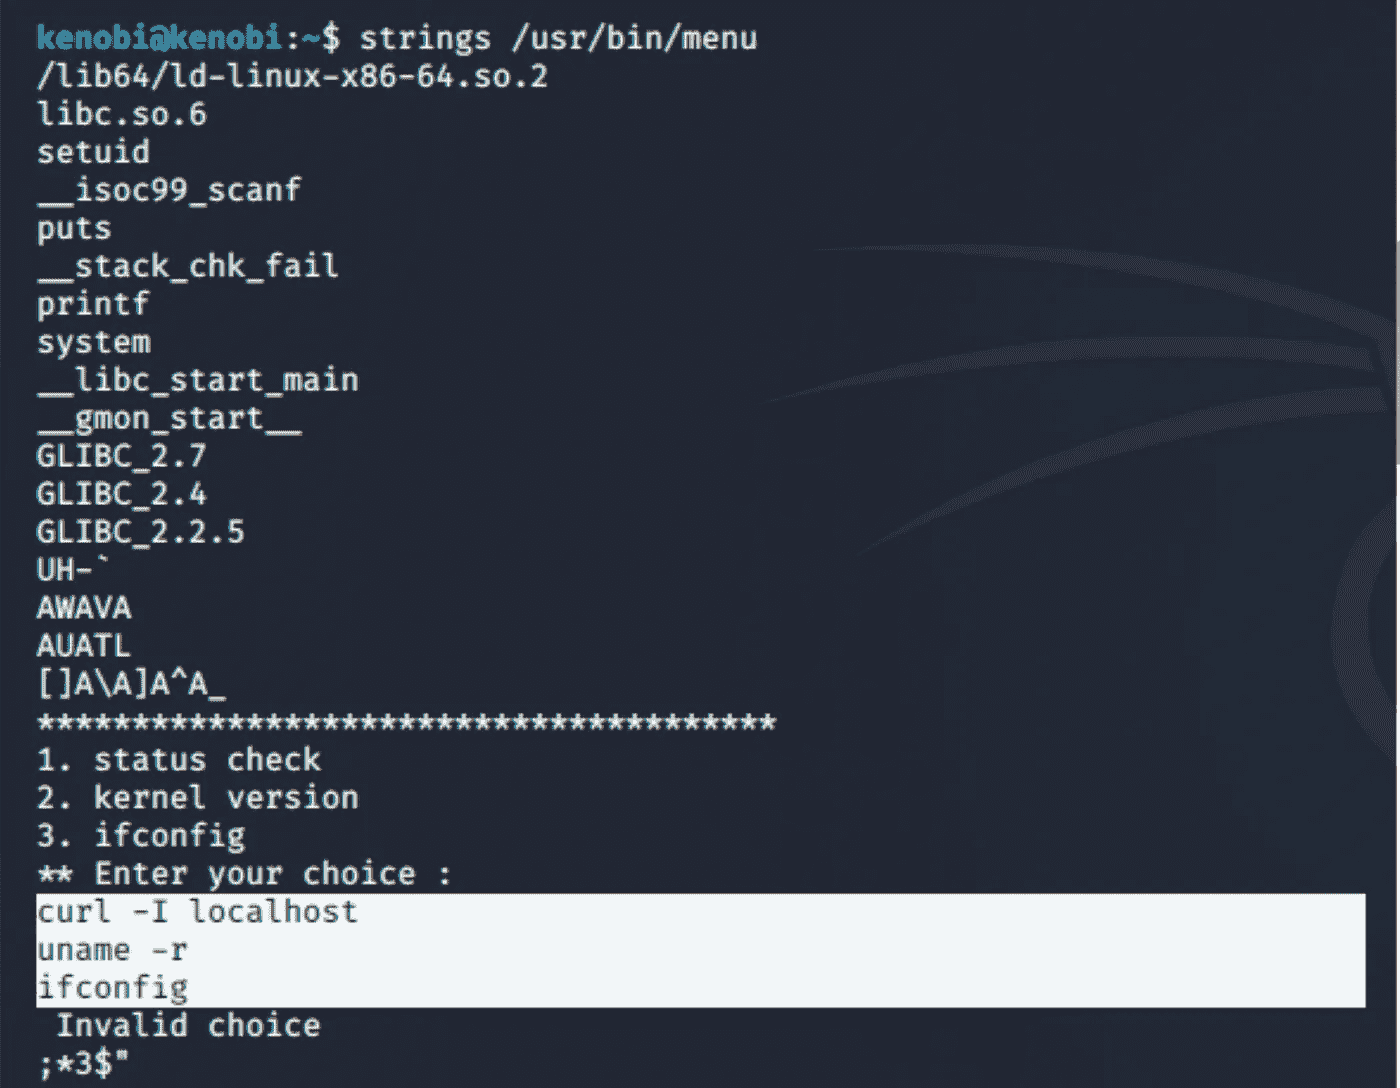 kenobi@kenobi:~$ strings /usr/bin/menu
/lib64/ld-linux-x86-64.so.2
libc.so.6
setuid
__isoc99_scanf
puts
__stack_chk_fail
printf
system
__libc_start_main
__gmon_start__
GLIBC_2.7
GLIBC_2.4
GLIBC_2.2.5
UH-`
AWAVA
AUATL
[]A\A]A^A_
***************************************
1. status check
2. kernel version
3. ifconfig
** Enter your choice :
curl -I localhost
uname -r
ifconfig
 Invalid choice
;*3$"